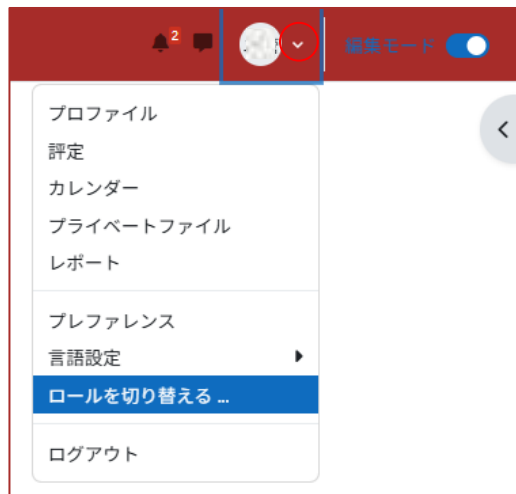 2
編集モード
プロファイル
評定
カレンダー
プライベートファイル
レポート
プレファレンス
言語設定
ロールを切り替える ...
ログアウト